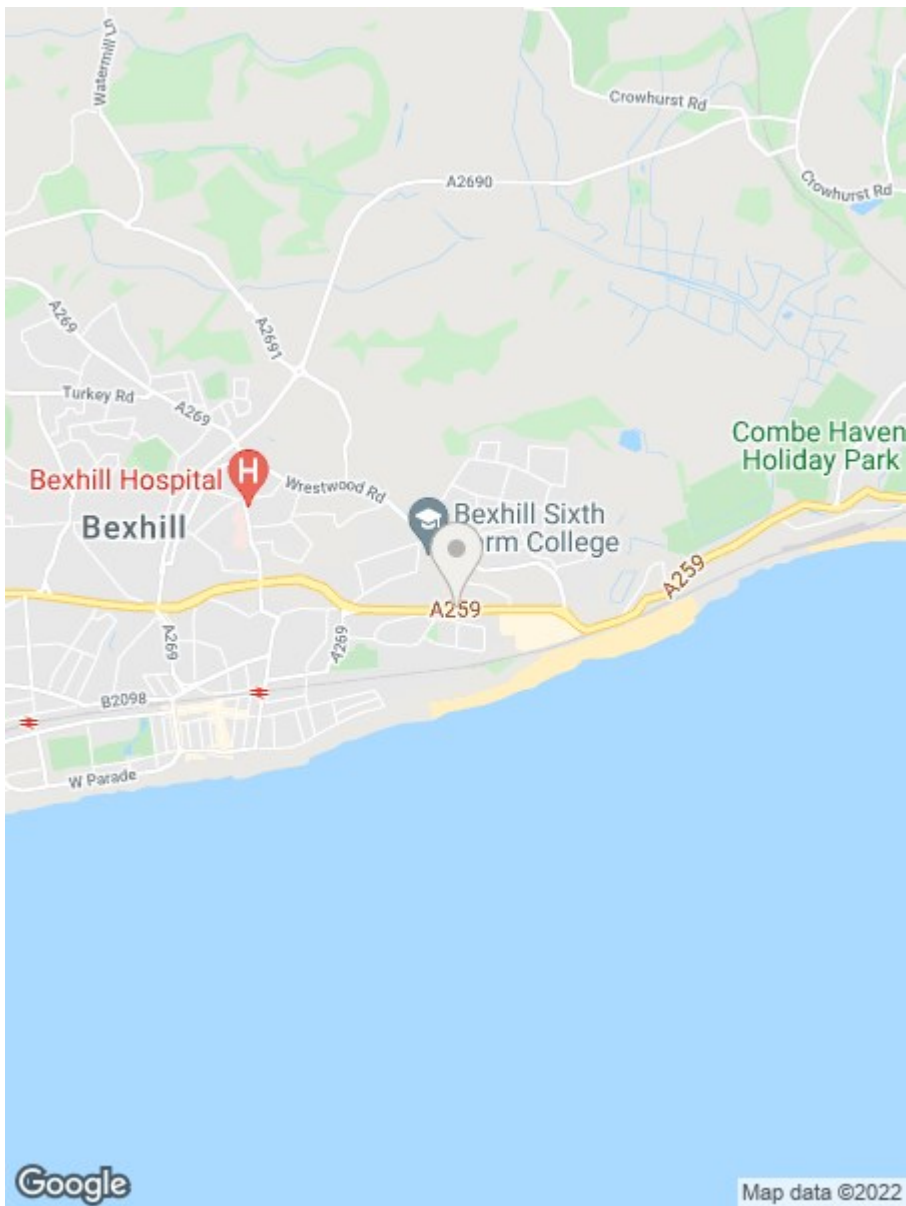 Watermill Ln
Crowhurst Rd
Crowhurst Rd
A2690
A269
A2691
Turkey Rd
A269
Combe Haven
Holiday Park
Bexhill Hospital
H
Wrestwood Rd
Bexhill
Bexhill Sixth
orm College
A259
A259
A269
A269
B2098
W Parade
Google
Map data ©2022